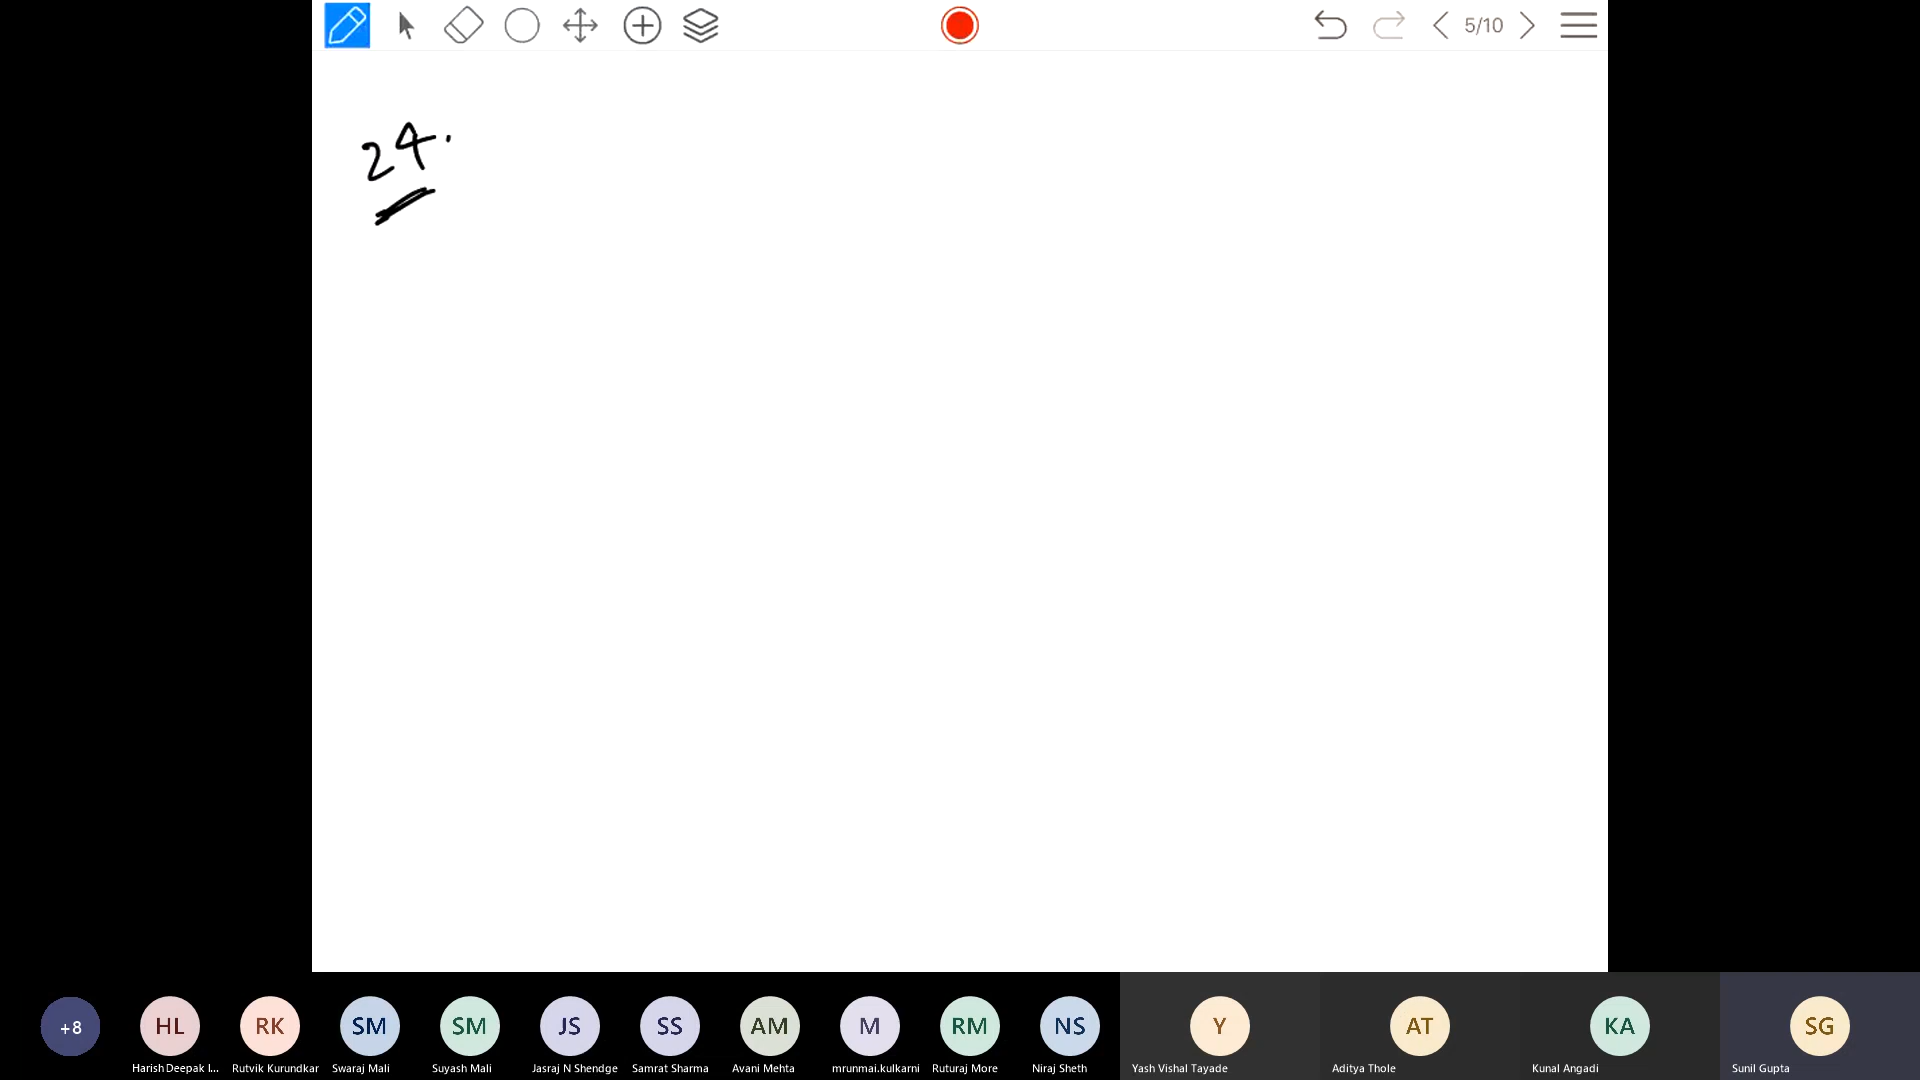 5/10
24.
+8
HL
RK
SM
SM
JS
SS
AM
M
RM
NS
Y
AT
KA
SG
Harish Deepak I...
Rutvik Kurundkar
Swaraj Mali
Suyash Mali
Jasraj N Shendge
Samrat Sharma
Avani Mehta
mrunmai.kulkarni
Ruturaj More
Niraj Sheth
Yash Vishal Tayade
Aditya Thole
Kunal Angadi
Sunil Gupta